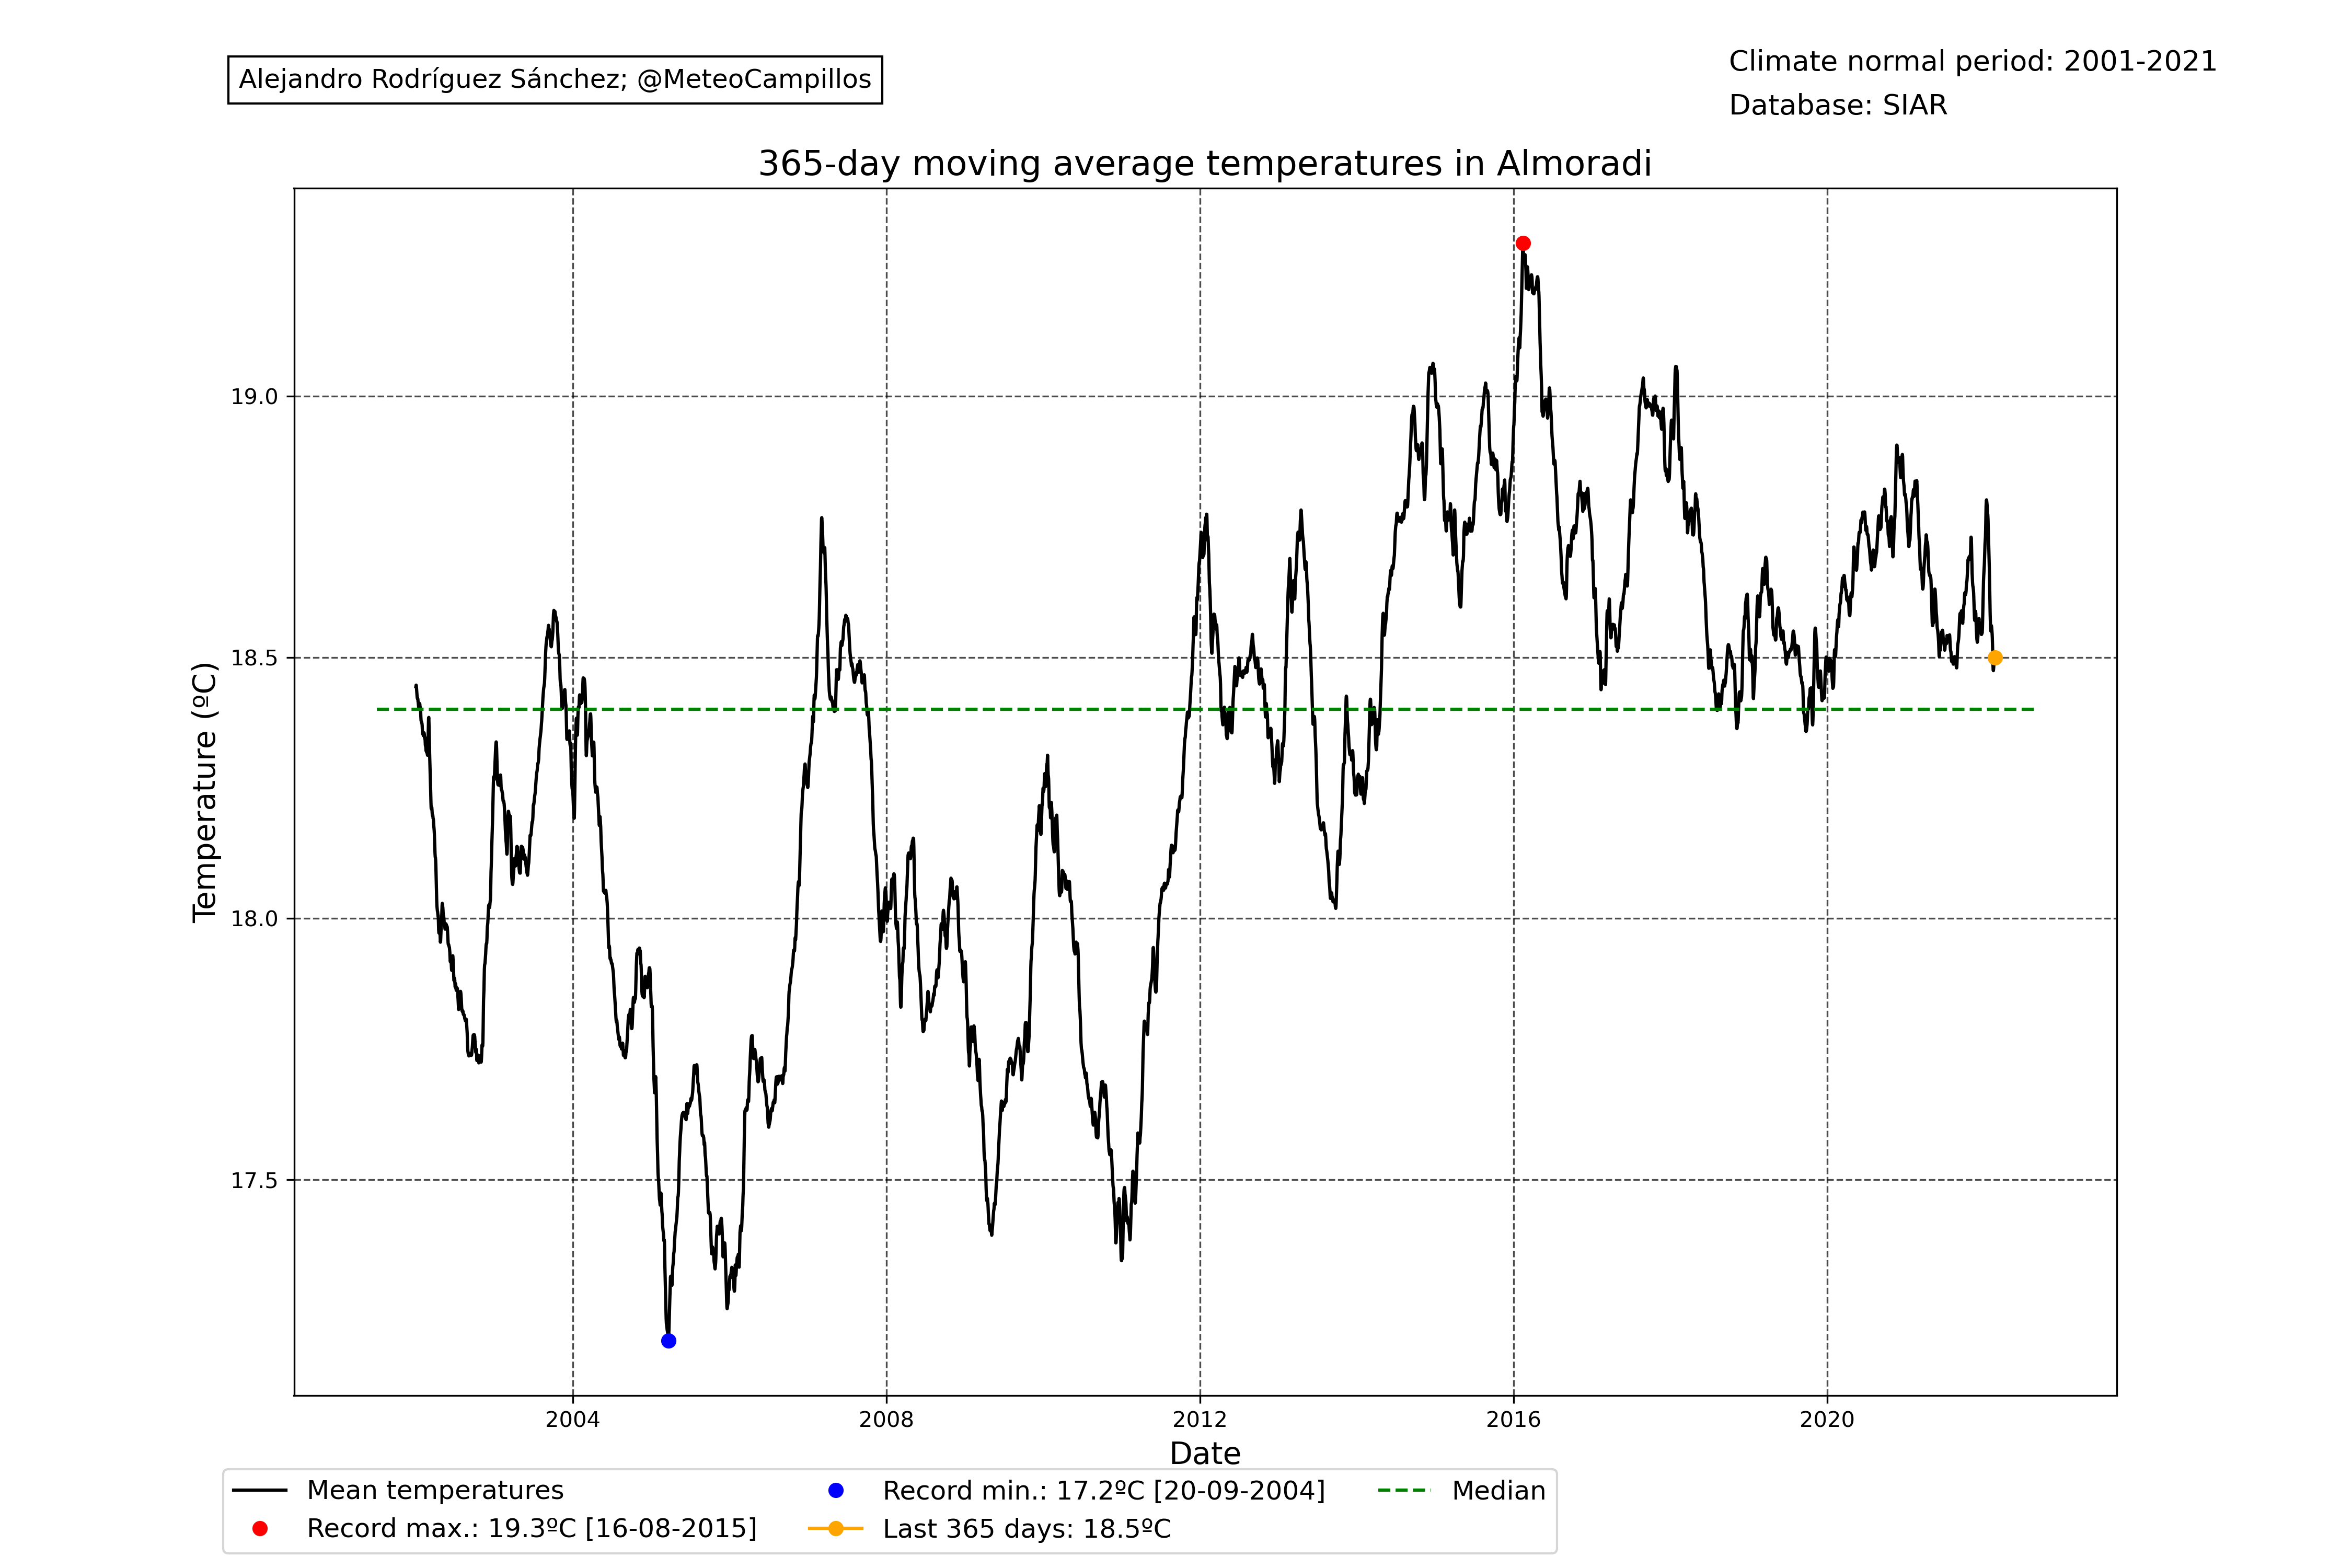 Alejandro Rodríguez Sánchez; @MeteoCampillos
Climate normal period: 2001-2021
Database: SIAR
365-day moving average temperatures in Almoradi
Temperature (ºC)
19.0
18.5
18.0
17.5
2004 2008 2012 2016 2020
Date
Mean temperatures
Record max.: 19.3ºC [16-08-2015]
Record min.: 17.2ºC [20-09-2004]
Last 365 days: 18.5ºC
Median